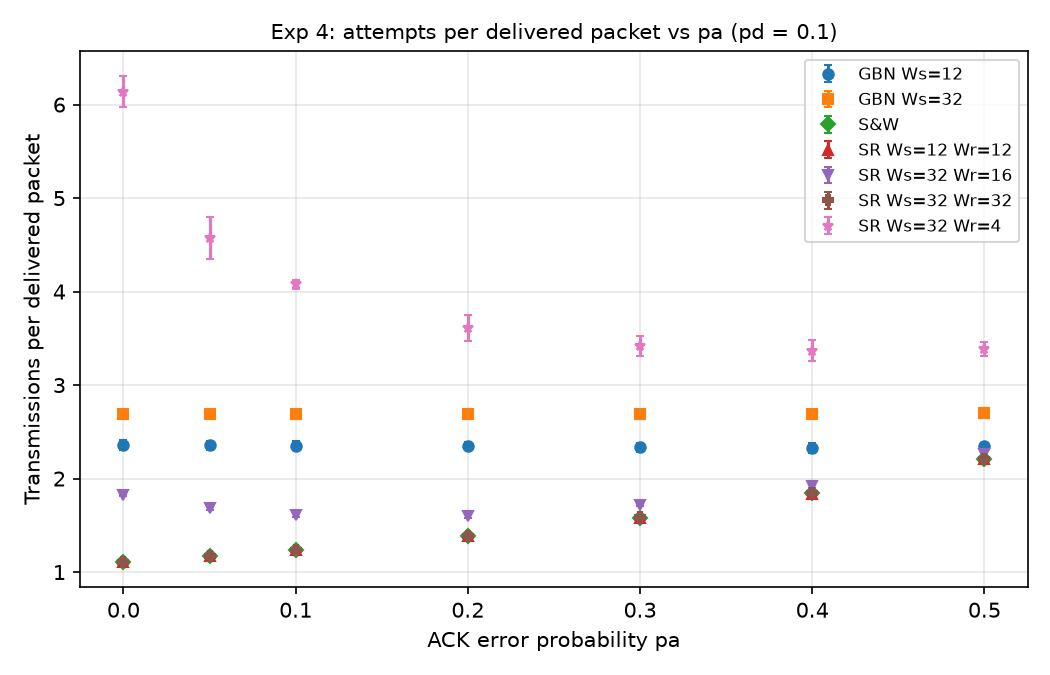 Exp 4: attempts per delivered packet vs pa (pd = 0.1)
Transmissions per delivered packet
6
5
4
3
2
1
GBN Ws=12
GBN Ws=32
S&W
SR Ws=12 Wr=12
SR Ws=32 Wr=16
SR Ws=32 Wr=32
SR Ws=32 Wr=4
0.0 0.1 0.2 0.3 0.4 0.5
ACK error probability pa